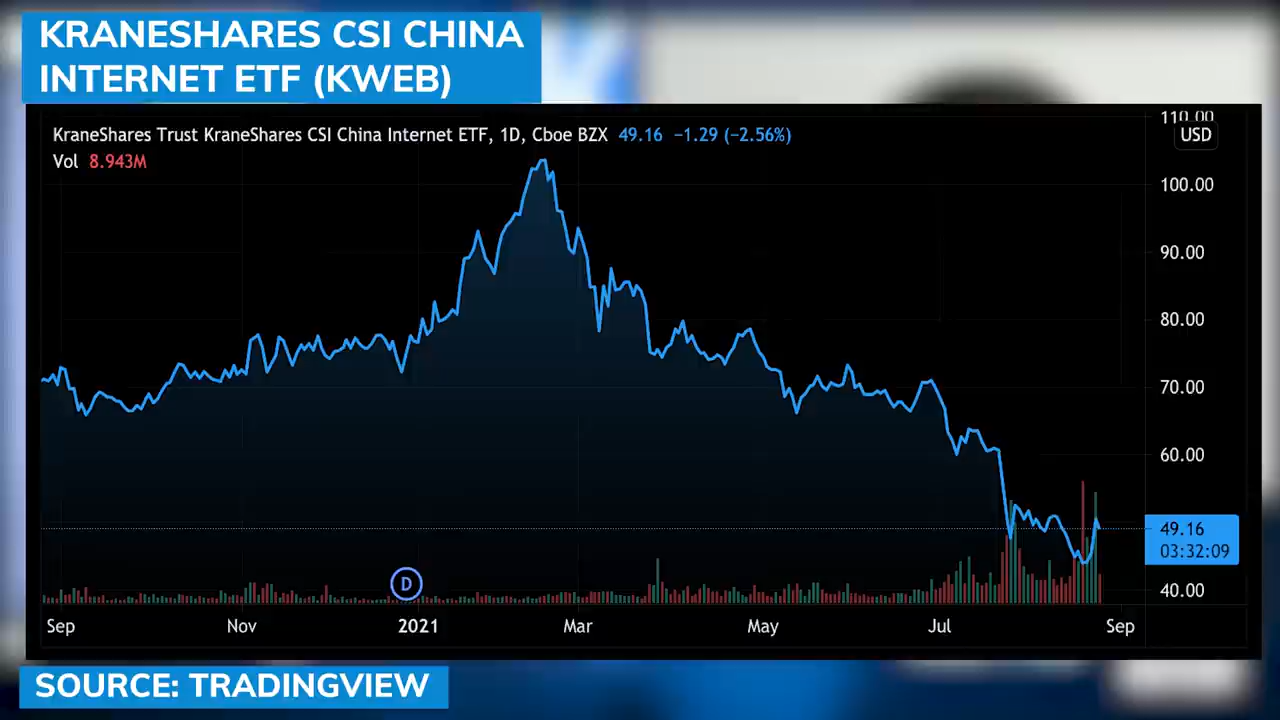 KRANESHARES CSI CHINA
INTERNET ETF (KWEB)
KraneShares Trust KraneShares CSI China Internet ETF, 1D, Cboe BZX 49.16 −1.29 (−2.56%)
Vol 8.943M
110.00
USD
100.00
90.00
80.00
70.00
60.00
49.16
03:32:09
40.00
D
Sep Nov 2021 Mar May Jul Sep
SOURCE: TRADINGVIEW